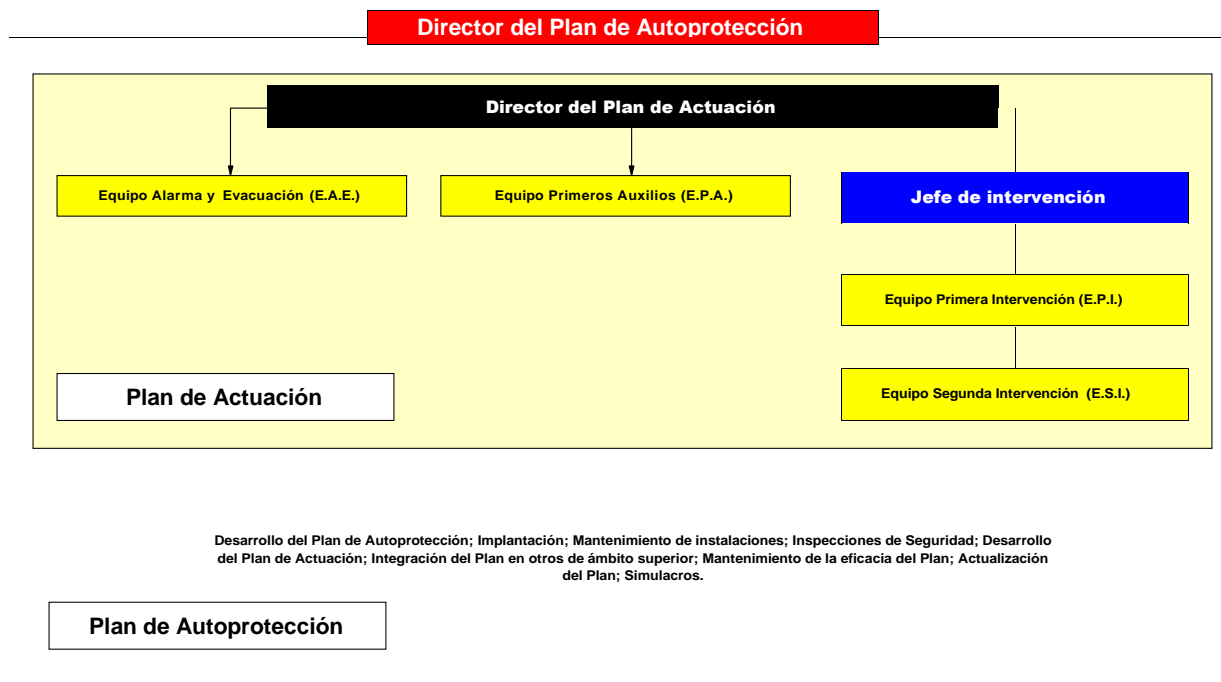 Director del Plan de Autoprotección
Director del Plan de Actuación
Equipo Alarma y Evacuación (E.A.E.)
Equipo Primeros Auxilios (E.P.A.)
Jefe de intervención
Equipo Primera Intervención (E.P.I.)
Equipo Segunda Intervención (E.S.I.)
Plan de Actuación
Desarrollo del Plan de Autoprotección; Implantación; Mantenimiento de instalaciones; Inspecciones de Seguridad; Desarrollo
del Plan de Actuación; Integración del Plan en otros de ámbito superior; Mantenimiento de la eficacia del Plan; Actualización
del Plan; Simulacros.
Plan de Autoprotección